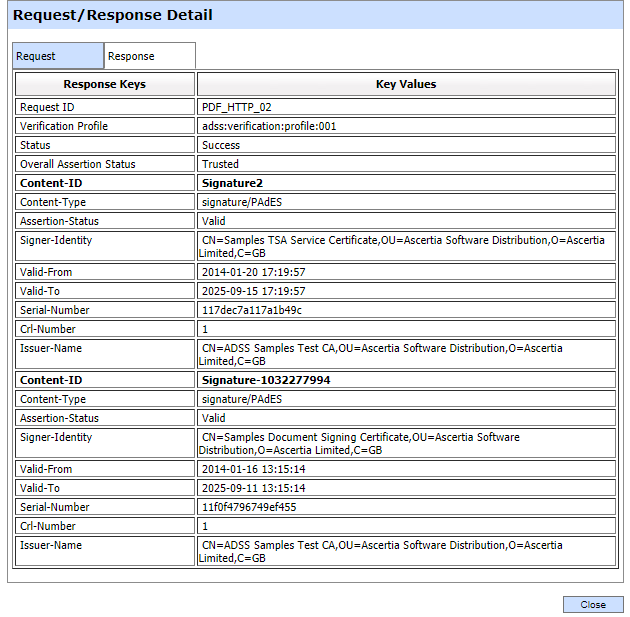 Request/Response Detail
Request Response
Response Keys Key Values
Request ID PDF_HTTP_02
Verification Profile adss:verification:profile:001
Status Success
Overall Assertion Status Trusted
Content-ID Signature2
Content-Type signature/PAdES
Assertion-Status Valid
Signer-Identity CN=Samples TSA Service Certificate,OU=Ascertia Software Distribution,O=Ascertia
Limited,C=GB
Valid-From 2014-01-20 17:19:57
Valid-To 2025-09-15 17:19:57
Serial-Number 117dec7a117a1b49c
Crl-Number 1
Issuer-Name CN=ADSS Samples Test CA,OU=Ascertia Software Distribution,O=Ascertia
Limited,C=GB
Content-ID Signature-1032277994
Content-Type signature/PAdES
Assertion-Status Valid
Signer-Identity CN=Samples Document Signing Certificate,OU=Ascertia Software
Distribution,O=Ascertia Limited,C=GB
Valid-From 2014-01-16 13:15:14
Valid-To 2025-09-11 13:15:14
Serial-Number 11f0f4796749ef455
Crl-Number 1
Issuer-Name CN=ADSS Samples Test CA,OU=Ascertia Software Distribution,O=Ascertia
Limited,C=GB
Close